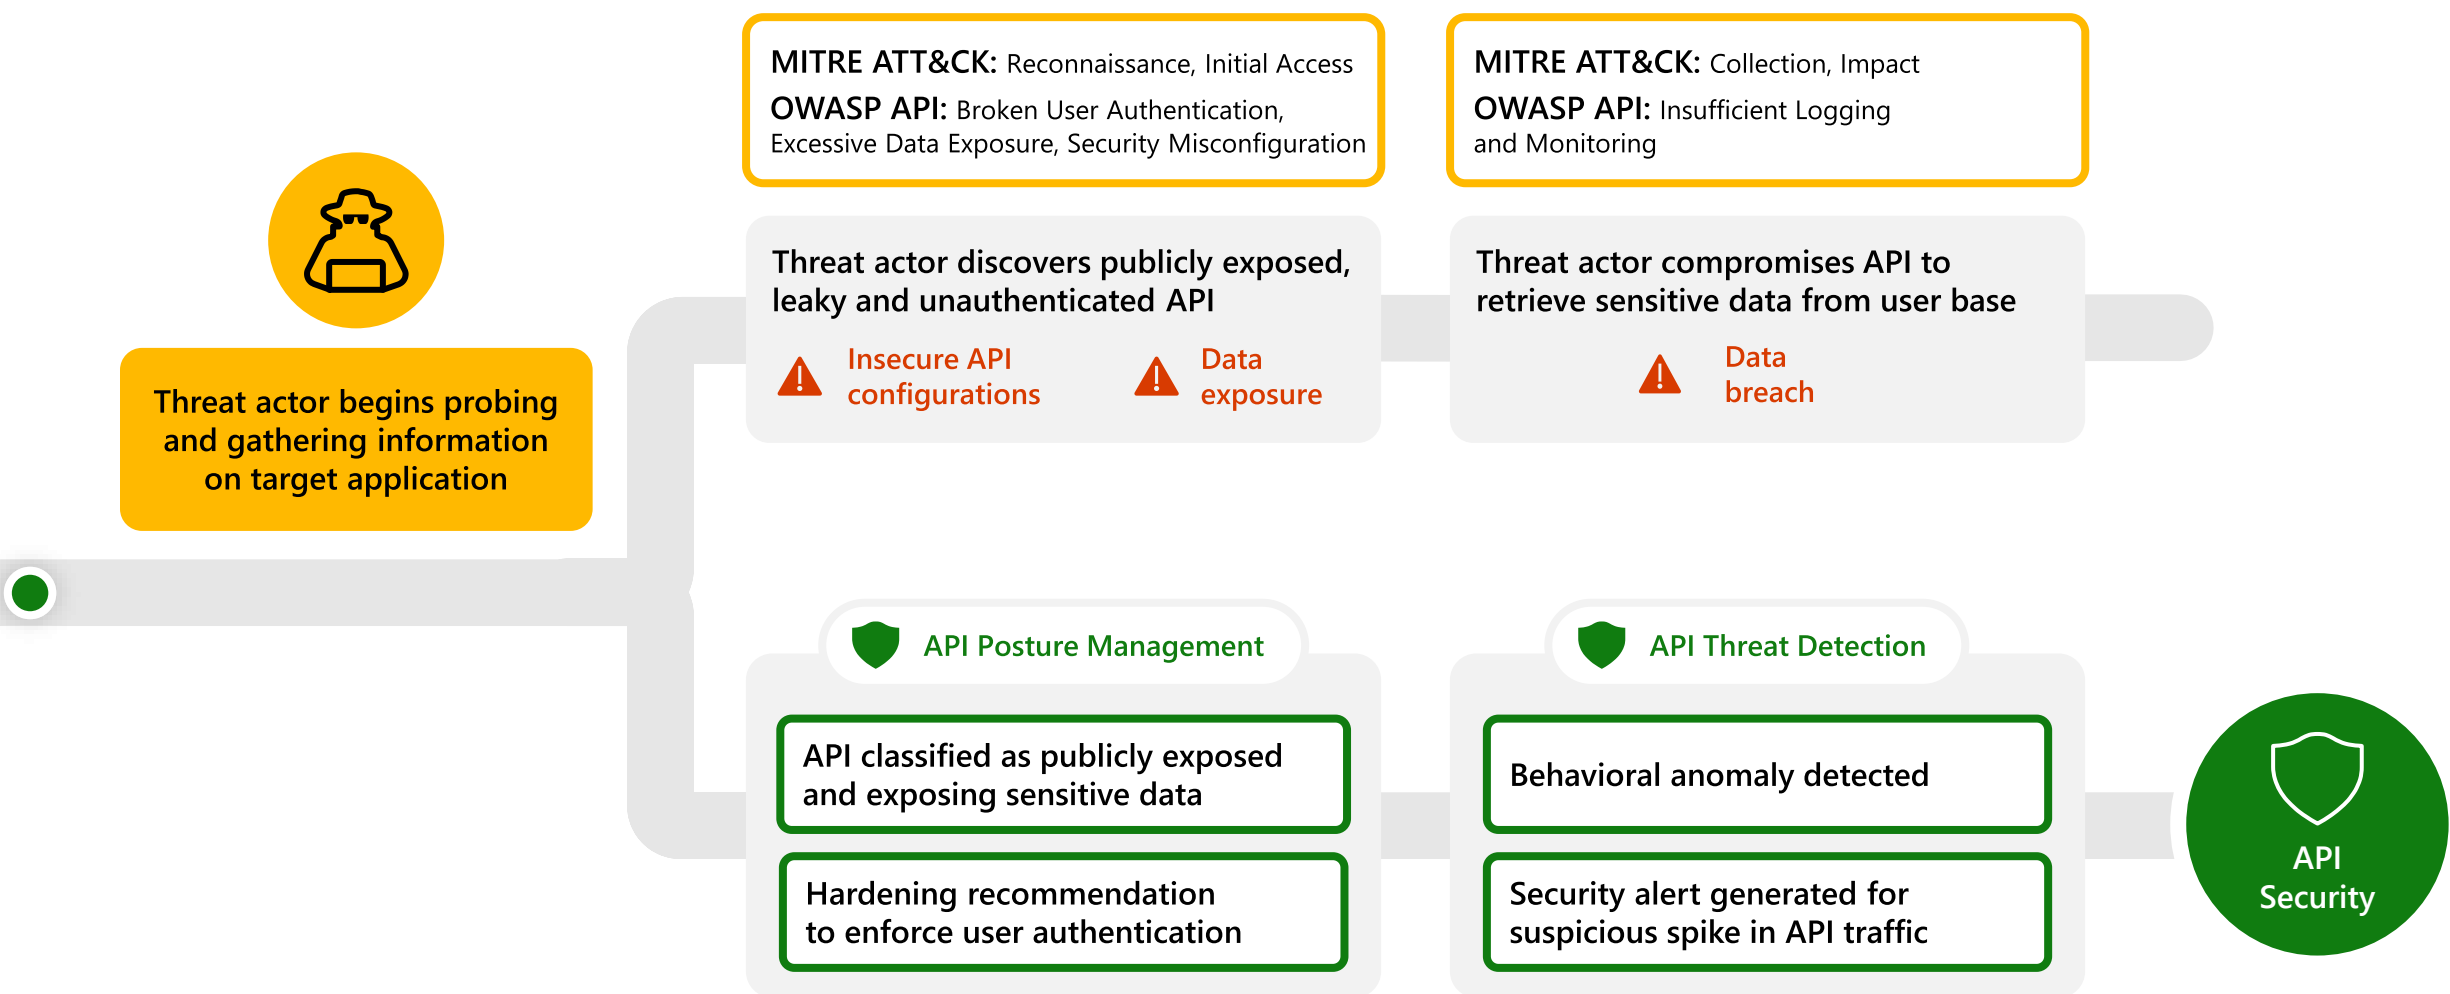 MITRE ATT&CK: Reconnaissance, Initial Access
OWASP API: Broken User Authentication,
Excessive Data Exposure, Security Misconfiguration
MITRE ATT&CK: Collection, Impact
OWASP API: Insufficient Logging
and Monitoring
Threat actor begins probing
and gathering information
on target application
Threat actor discovers publicly exposed,
leaky and unauthenticated API
Insecure API
configurations
Data
exposure
Threat actor compromises API to
retrieve sensitive data from user base
Data
breach
API Posture Management
API classified as publicly exposed
and exposing sensitive data
Hardening recommendation
to enforce user authentication
API Threat Detection
Behavioral anomaly detected
Security alert generated for
suspicious spike in API traffic
API
Security